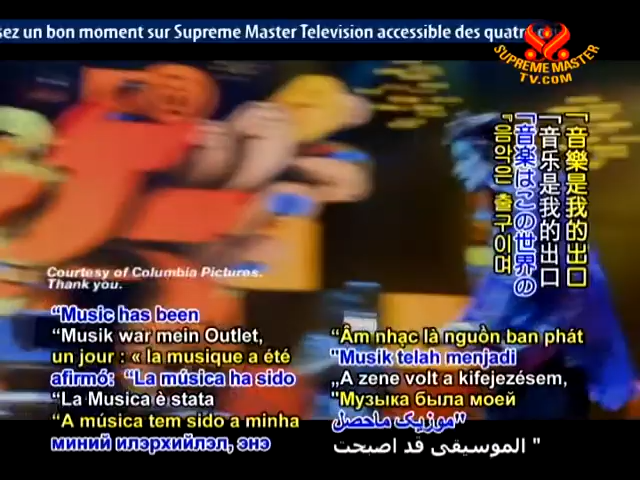 sez un bon moment sur Supreme Master Television accessible des quatre
SUPREME MASTER
TV.COM
「音樂是我的出口
「音乐是我的出口
『音楽はこの世界の
『음악은 출구이며
Courtesy of Columbia Pictures.
Thank you.
“Music has been
“Musik war mein Outlet,
un jour : « la musique a été
afirmó: “La música ha sido
“La Musica è stata
“A música tem sido a minha
миний илэрхийлэл, энэ
“Âm nhạc là nguồn ban phát
"Musik telah menjadi
„A zene volt a kifejezésem,
"Музыка была моей
"موزیک ماحصل
" الموسيقى قد اصبحت